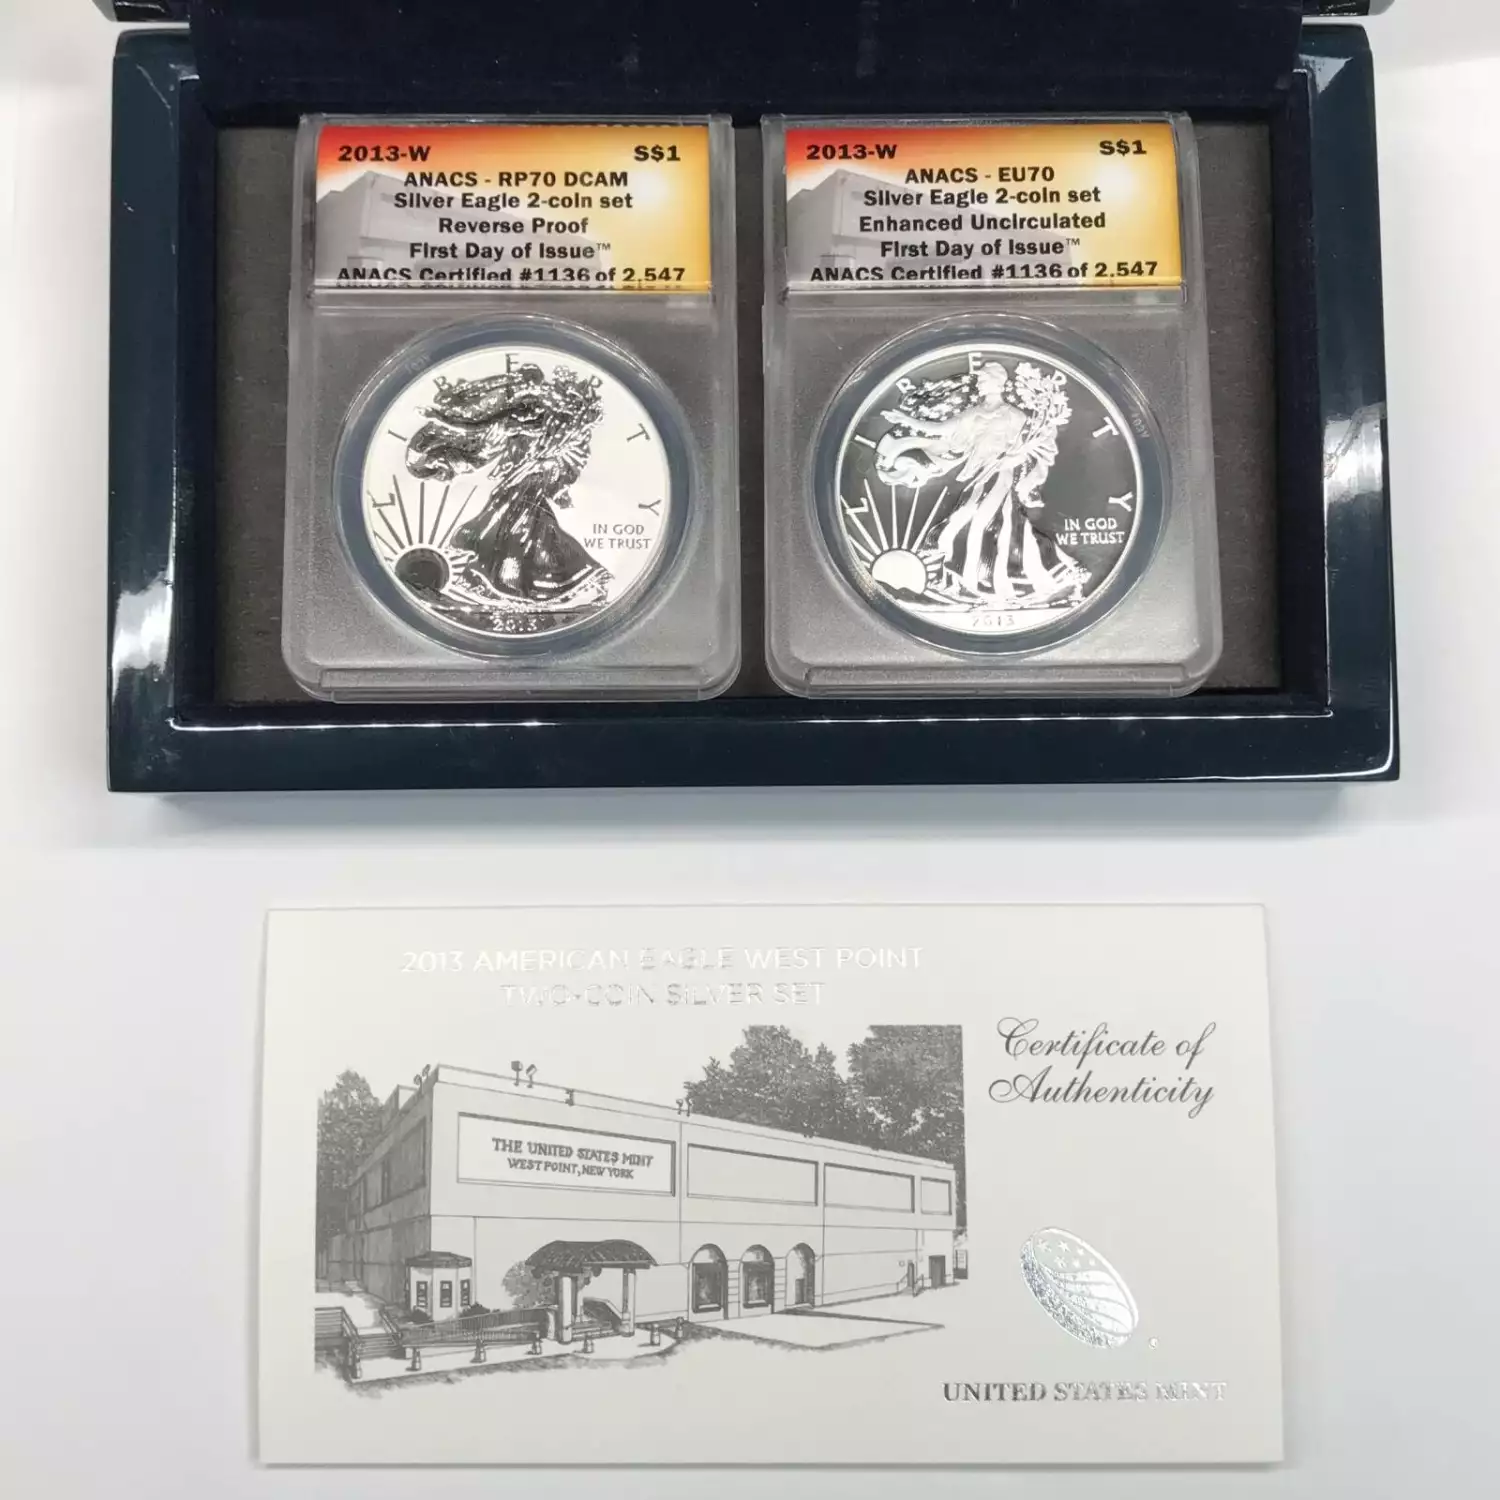 2013-W S$1
ANACS - RP70 DCAM
Silver Eagle 2-coin set
Reverse Proof
First Day of Issue™
ANACS Certified #1136 of 2,547
LIBERTY
IN GOD
WE TRUST
2013
2013-W S$1
ANACS - EU70
Silver Eagle 2-coin set
Enhanced Uncirculated
First Day of Issue™
ANACS Certified #1136 of 2,547
LIBERTY
IN GOD
WE TRUST
2013
2013 AMERICAN EAGLE WEST POINT
TWO-COIN SILVER SET
Certificate of
Authenticity
THE UNITED STATES MINT
WEST POINT, NEW YORK
UNITED STATES MINT